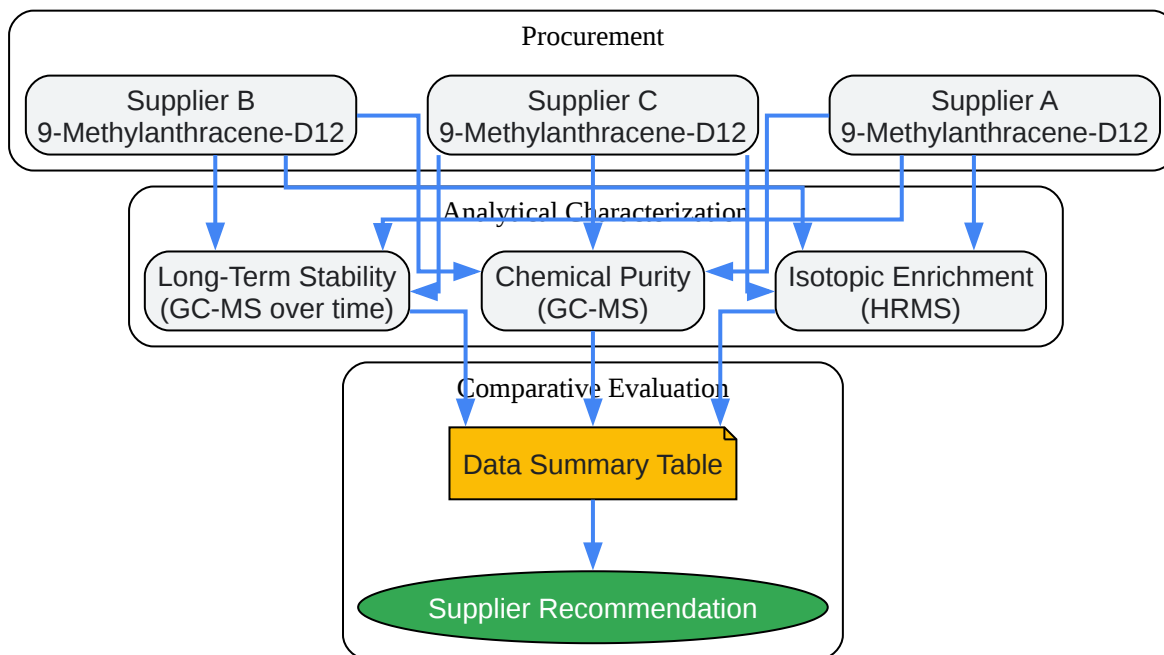 Procurement
Supplier B
9-Methylanthracene-D12
Supplier C
9-Methylanthracene-D12
Supplier A
9-Methylanthracene-D12
Analytical Characterization
Long-Term Stability
(GC-MS over time)
Chemical Purity
(GC-MS)
Isotopic Enrichment
(HRMS)
Comparative Evaluation
Data Summary Table
Supplier Recommendation